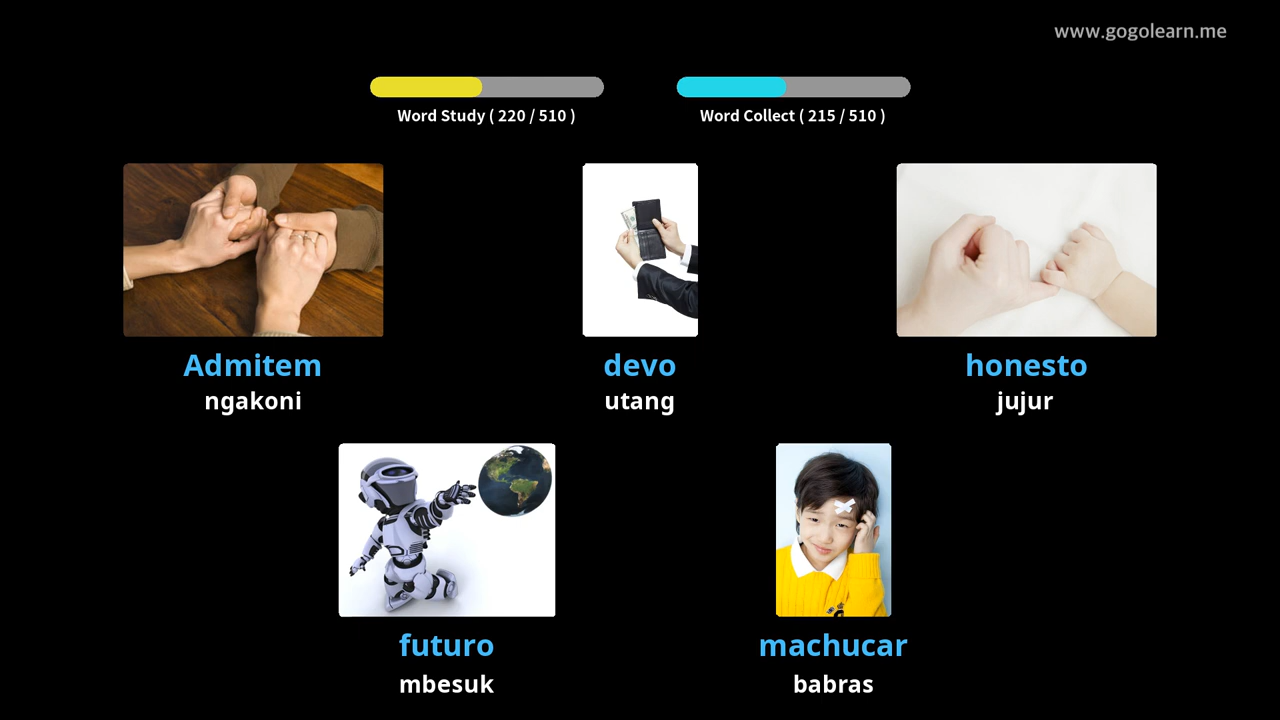 www.gogolearn.me
Word Study ( 220 / 510 )
Word Collect ( 215 / 510 )
Admitem
ngakoni
devo
utang
honesto
jujur
futuro
mbesuk
machucar
babras